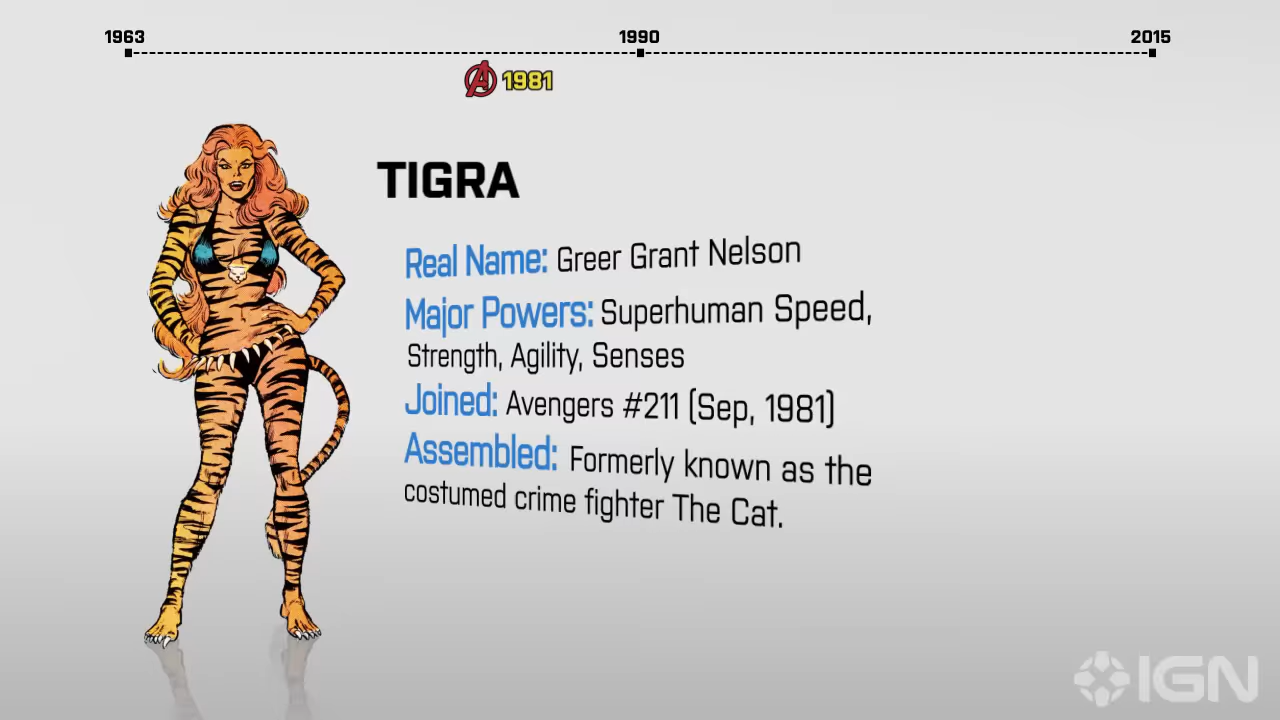 1963 1990 2015
1981
TIGRA
Real Name: Greer Grant Nelson
Major Powers: Superhuman Speed,
Strength, Agility, Senses
Joined: Avengers #211 (Sep, 1981)
Assembled: Formerly known as the
costumed crime fighter The Cat.
IGN